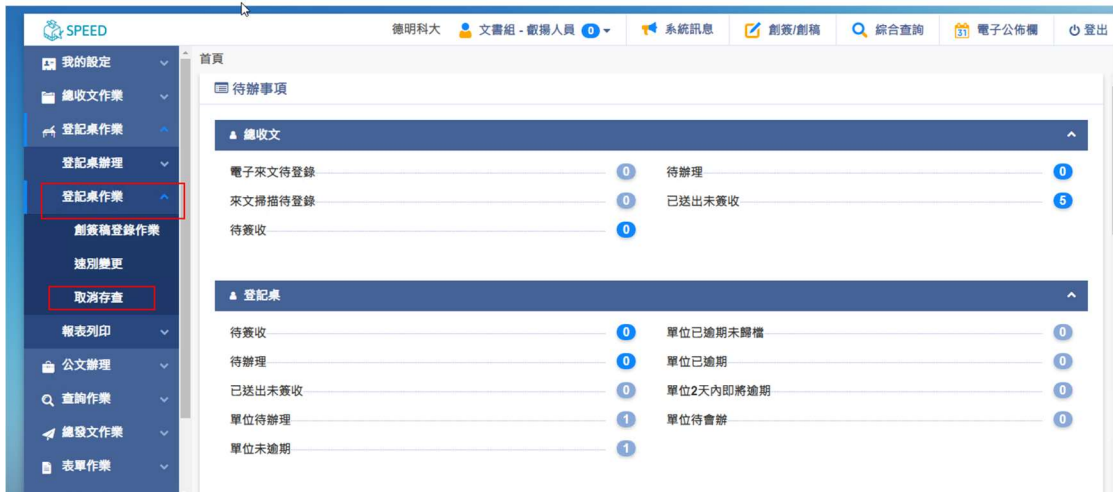 SPEED
德明科大 文書組 - 叡揚人員 0 系統訊息 創簽/創稿 綜合查詢 31 電子公佈欄 登出
我的設定
總收文作業
登記桌作業
登記桌辦理
登記桌作業
創簽稿登錄作業
速別變更
取消存查
報表列印
公文辦理
查詢作業
總發文作業
表單作業
首頁
待辦事項
總收文
電子來文待登錄 0 待辦理 0
來文掃描待登錄 0 已送出未簽收 5
待簽收 0
登記桌
待簽收 0 單位已逾期未歸檔 0
待辦理 0 單位已逾期 0
已送出未簽收 0 單位2天內即將逾期 0
單位待辦理 1 單位待會辦 0
單位未逾期 1